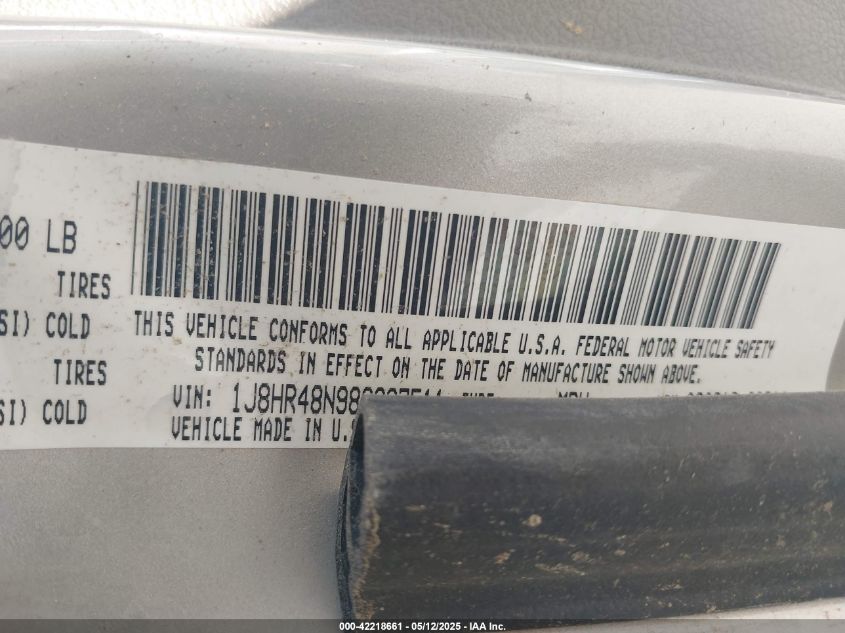 00 LB
TIRES
SI) COLD
TIRES
SI) COLD
THIS VEHICLE CONFORMS TO ALL APPLICABLE U.S.A. FEDERAL MOTOR VEHICLE SAFETY
STANDARDS IN EFFECT ON THE DATE OF MANUFACTURE SHOWN ABOVE.
VIN:
VEHICLE MADE IN U.S
000-42218661 - 05/12/2025 - IAA Inc.